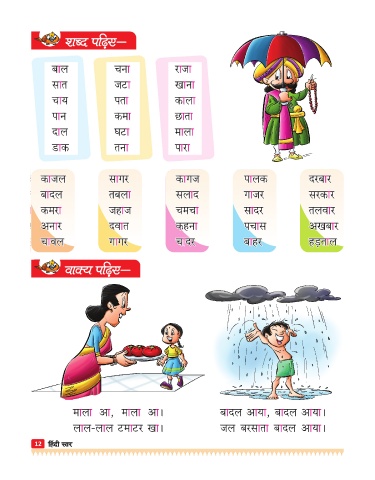 शब्द पढ़िए—
बाल चना राजा
सात जटा खाना
चाय पता काला
पान कमा छाता
दाल घटा माला
डाक तना पारा
काजल सागर कागज पालक दरबार
बादल तबला सलाद गाजर सरकार
कमरा जहाज चमचा सादर तलवार
अनार दवात कहना पचास अखबार
चावल गागर चादर बाहर हड़ताल
वाक्य पढ़िए—
माला आ, माला आ।
लाल-लाल टमाटर खा।
बादल आया, बादल आया।
जल बरसाता बादल आया।
12 हिंदी स्तर